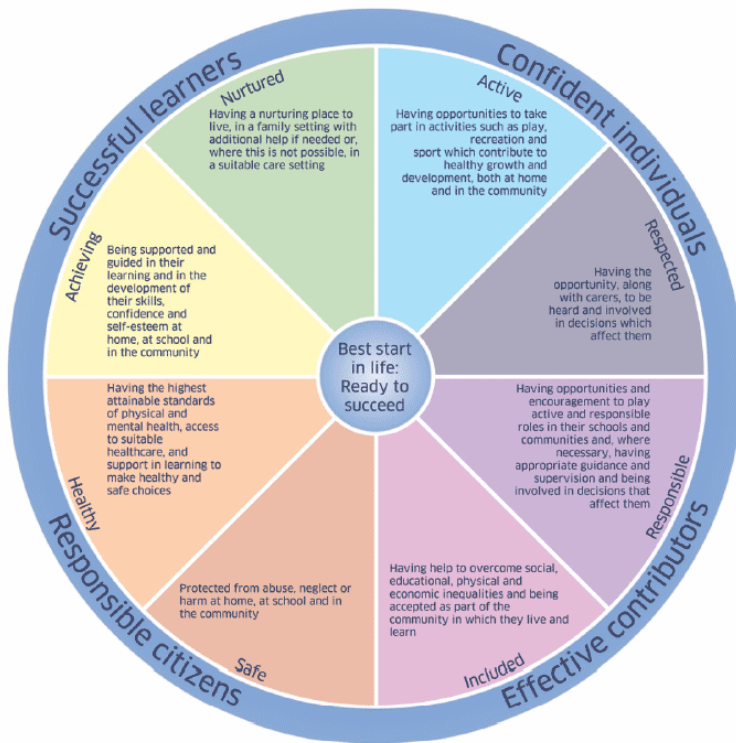 Successful learners
Confident individuals
Nurtured
Having a nurturing place to
live, in a family setting with
additional help if needed or,
where this is not possible, in
a suitable care setting
Active
Having opportunities to take
part in activities such as play,
recreation and
sport which contribute to
healthy growth and
development, both at home
and in the community
Achieving
Being supported and
guided in their
learning and in the
development of
their skills,
confidence and
self-esteem at
home, at school and
in the community
Respected
Having the
opportunity, along
with carers, to be
heard and involved
in decisions which
affect them
Best start
in life:
Ready to
succeed
Healthy
Having the highest
attainable standards
of physical and
mental health, access
to suitable
healthcare, and
support in learning to
make healthy and
safe choices
Responsible
Having opportunities and
encouragement to play
active and responsible
roles in their schools and
communities and, where
necessary, having
appropriate guidance and
supervision and being
involved in decisions that
affect them
Protected from abuse, neglect or
harm at home, at school and in
the community
Safe
Having help to overcome social,
educational, physical and
economic inequalities and being
accepted as part of the
community in which they live and
learn
Included
Responsible citizens
Effective contributors